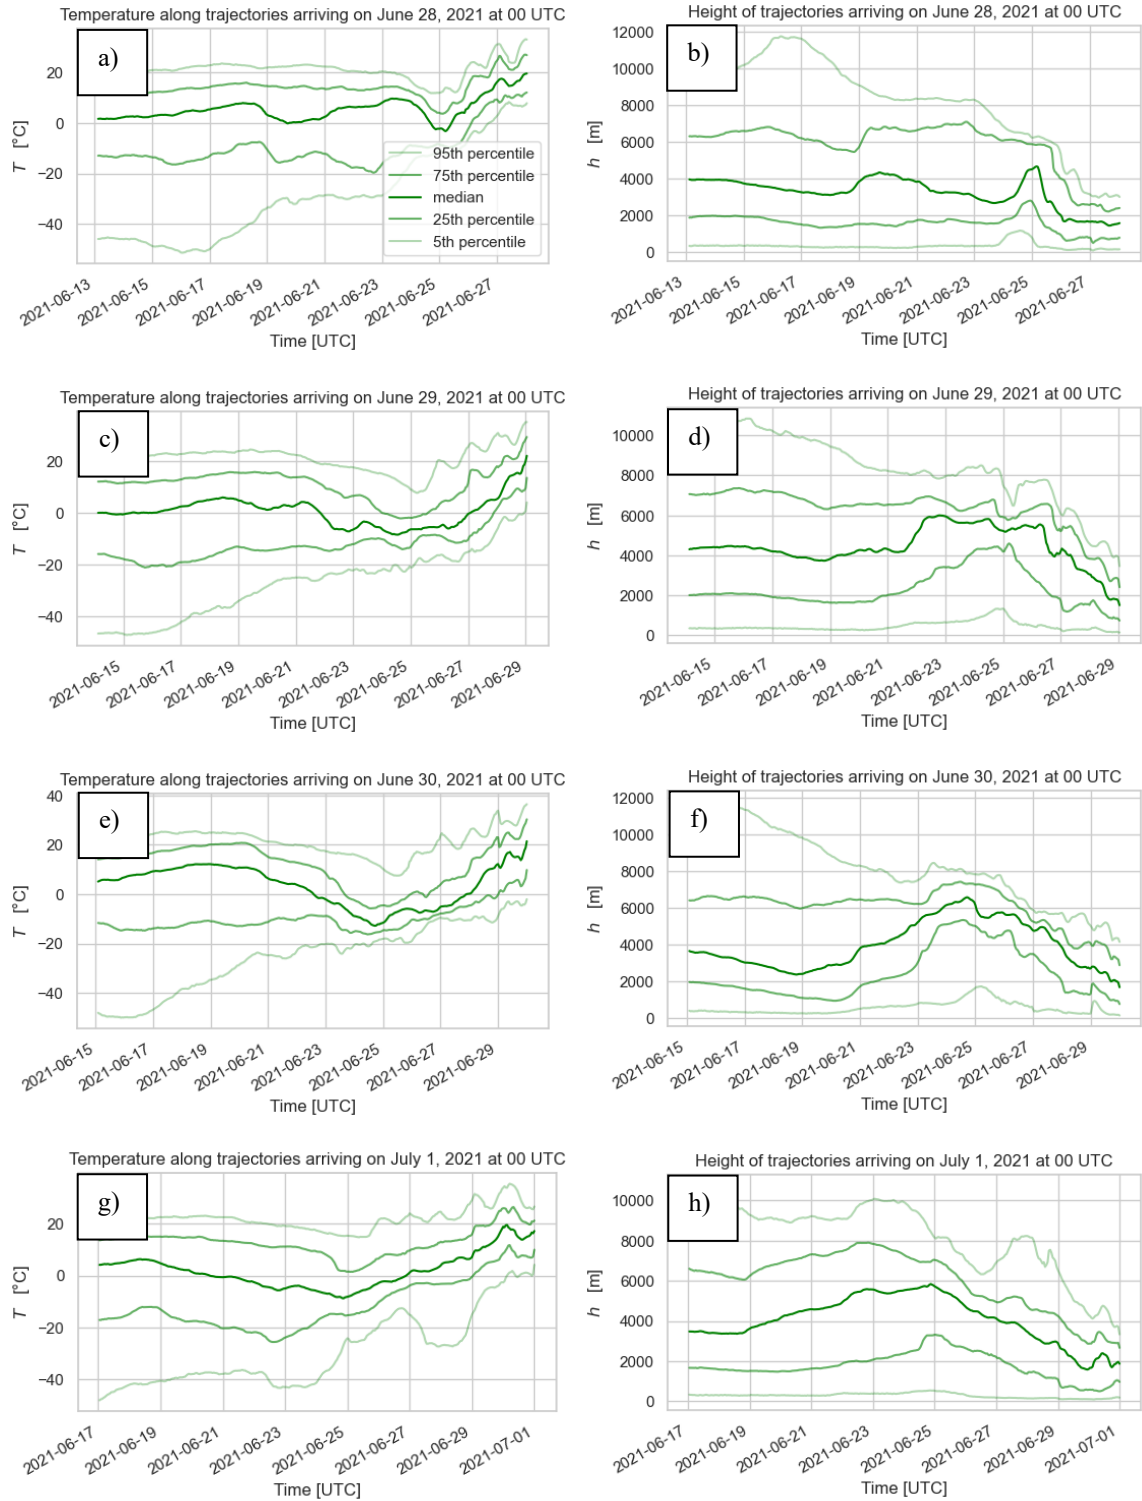 Temperature along trajectories arriving on June 28, 2021 at 00 UTC
a)
20
0
−20
−40
T [°C]
95th percentile
75th percentile
median
25th percentile
5th percentile
2021-06-13
2021-06-15
2021-06-17
2021-06-19
2021-06-21
2021-06-23
2021-06-25
2021-06-27
Time [UTC]
Height of trajectories arriving on June 28, 2021 at 00 UTC
b)
12000
10000
8000
6000
4000
2000
0
h [m]
2021-06-13
2021-06-15
2021-06-17
2021-06-19
2021-06-21
2021-06-23
2021-06-25
2021-06-27
Time [UTC]
Temperature along trajectories arriving on June 29, 2021 at 00 UTC
c)
20
0
−20
−40
T [°C]
2021-06-15
2021-06-17
2021-06-19
2021-06-21
2021-06-23
2021-06-25
2021-06-27
2021-06-29
Time [UTC]
Height of trajectories arriving on June 29, 2021 at 00 UTC
d)
10000
8000
6000
4000
2000
0
h [m]
2021-06-15
2021-06-17
2021-06-19
2021-06-21
2021-06-23
2021-06-25
2021-06-27
2021-06-29
Time [UTC]
Temperature along trajectories arriving on June 30, 2021 at 00 UTC
e)
40
20
0
−20
−40
T [°C]
2021-06-15
2021-06-17
2021-06-19
2021-06-21
2021-06-23
2021-06-25
2021-06-27
2021-06-29
Time [UTC]
Height of trajectories arriving on June 30, 2021 at 00 UTC
f)
12000
10000
8000
6000
4000
2000
0
h [m]
2021-06-15
2021-06-17
2021-06-19
2021-06-21
2021-06-23
2021-06-25
2021-06-27
2021-06-29
Time [UTC]
Temperature along trajectories arriving on July 1, 2021 at 00 UTC
g)
20
0
−20
−40
T [°C]
2021-06-17
2021-06-19
2021-06-21
2021-06-23
2021-06-25
2021-06-27
2021-06-29
2021-07-01
Time [UTC]
Height of trajectories arriving on July 1, 2021 at 00 UTC
h)
10000
8000
6000
4000
2000
0
h [m]
2021-06-17
2021-06-19
2021-06-21
2021-06-23
2021-06-25
2021-06-27
2021-06-29
2021-07-01
Time [UTC]